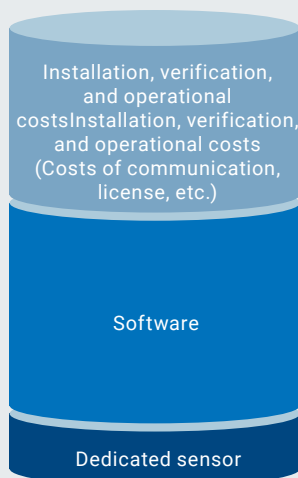 Installation, verification,
and operational
costsInstallation, verification,
and operational costs
(Costs of communication,
license, etc.)
Software
Dedicated sensor